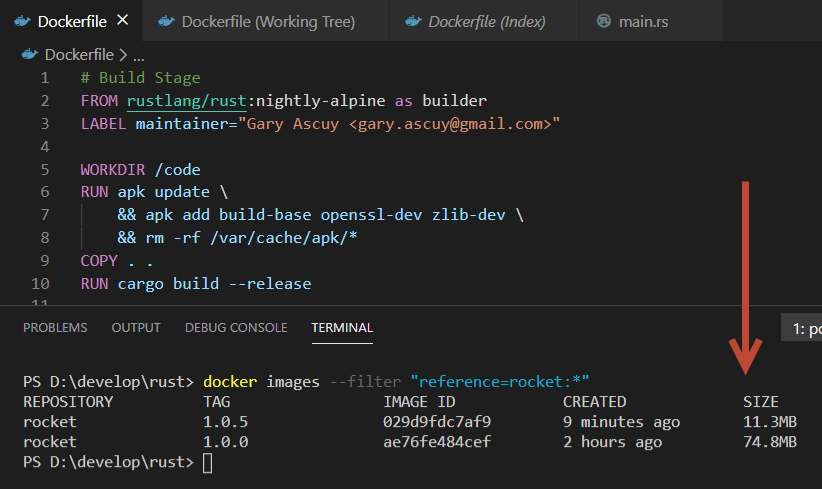 Dockerfile ✕ Dockerfile (Working Tree) Dockerfile (Index) main.rs
Dockerfile > ...
1 # Build Stage
2 FROM rustlang/rust:nightly-alpine as builder
3 LABEL maintainer="Gary Ascuy <gary.ascuy@gmail.com>"
4
5 WORKDIR /code
6 RUN apk update \
7 && apk add build-base openssl-dev zlib-dev \
8 && rm -rf /var/cache/apk/*
9 COPY . .
10 RUN cargo build --release
11
PROBLEMS OUTPUT DEBUG CONSOLE TERMINAL 1:
PS D:\develop\rust> docker images --filter "reference=rocket:*"
REPOSITORY TAG IMAGE ID CREATED SIZE
rocket 1.0.5 029d9fdc7af9 9 minutes ago 11.3MB
rocket 1.0.0 ae76fe484cef 2 hours ago 74.8MB
PS D:\develop\rust>